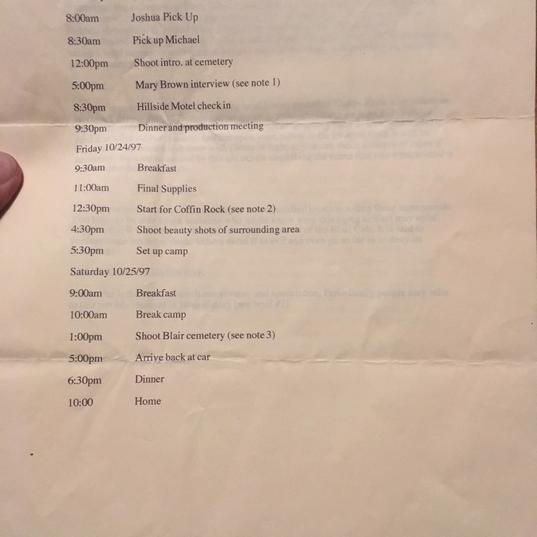 8:00am Joshua Pick Up
8:30am Pick up Michael
12:00pm Shoot intro. at cemetery
5:00pm Mary Brown interview (see note 1)
8:30pm Hillside Motel check in
9:30pm Dinner and production meeting
Friday 10/24/97
9:30am Breakfast
11:00am Final Supplies
12:30pm Start for Coffin Rock (see note 2)
4:30pm Shoot beauty shots of surrounding area
5:30pm Set up camp
Saturday 10/25/97
9:00am Breakfast
10:00am Break camp
1:00pm Shoot Blair cemetery (see note 3)
5:00pm Arrive back at car
6:30pm Dinner
10:00 Home